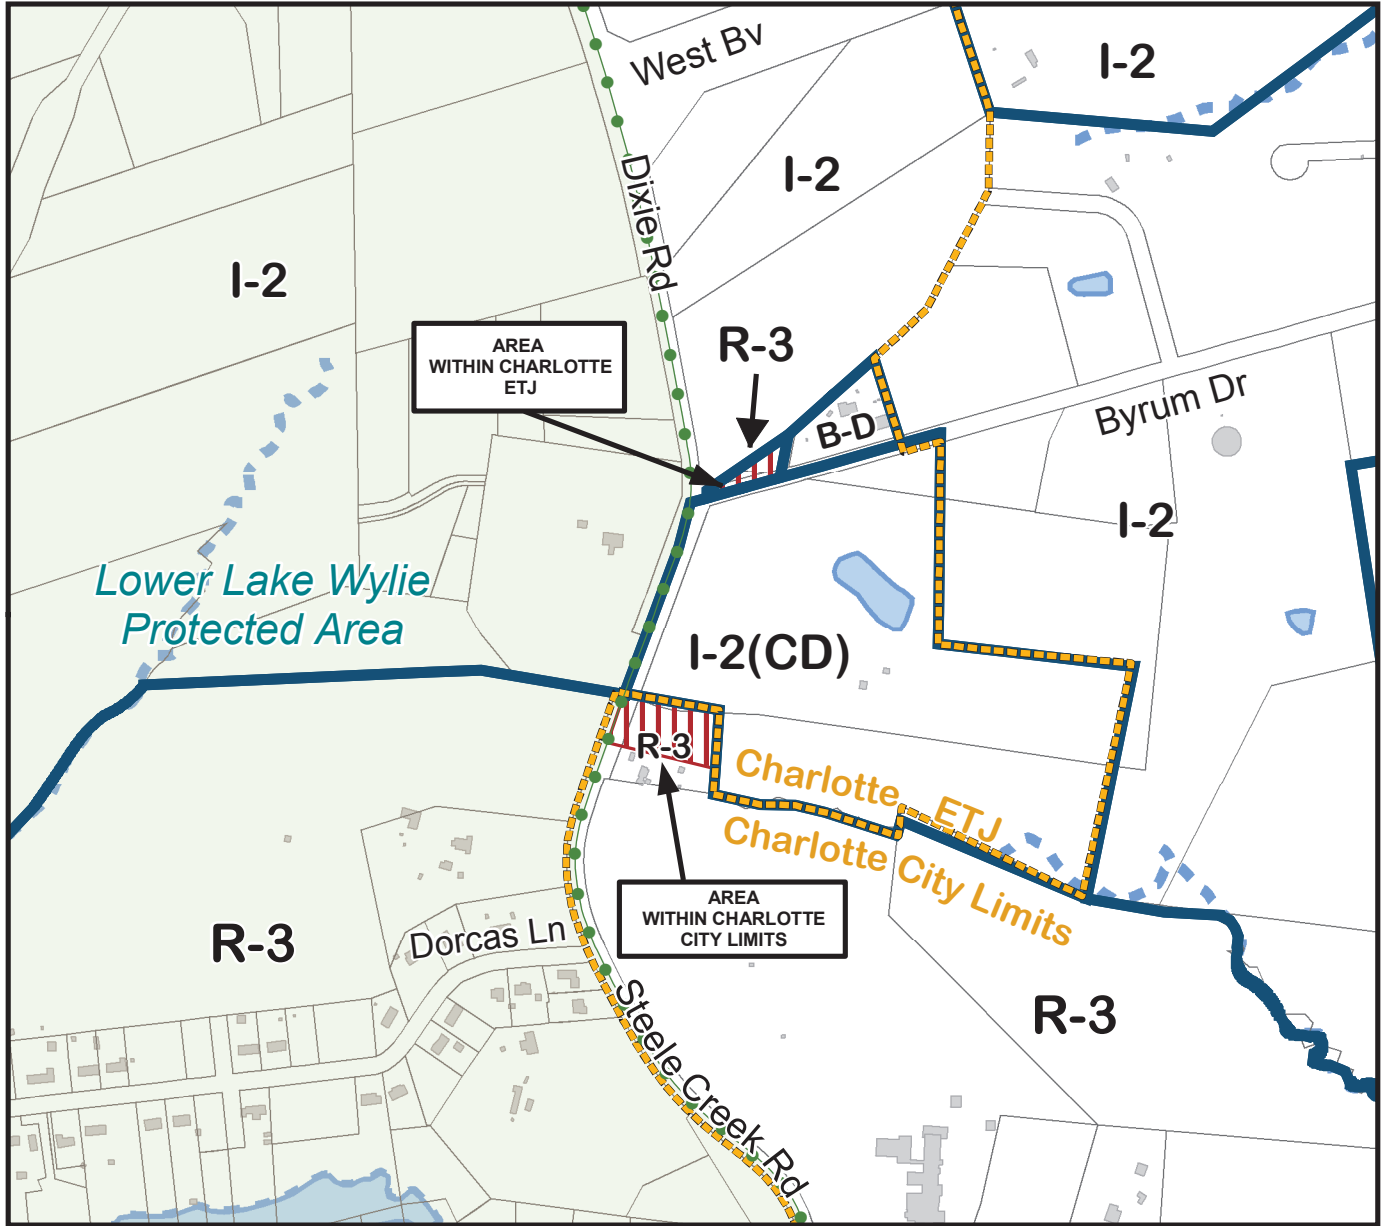 West Bv
I-2
I-2
Dixie Rd
I-2
AREA
WITHIN CHARLOTTE
ETJ
R-3
B-D
Byrum Dr
I-2
Lower Lake Wylie
Protected Area
I-2(CD)
R-3
Charlotte ETJ
Charlotte City Limits
AREA
WITHIN CHARLOTTE
CITY LIMITS
R-3
Dorcas Ln
Steele Creek Rd
R-3